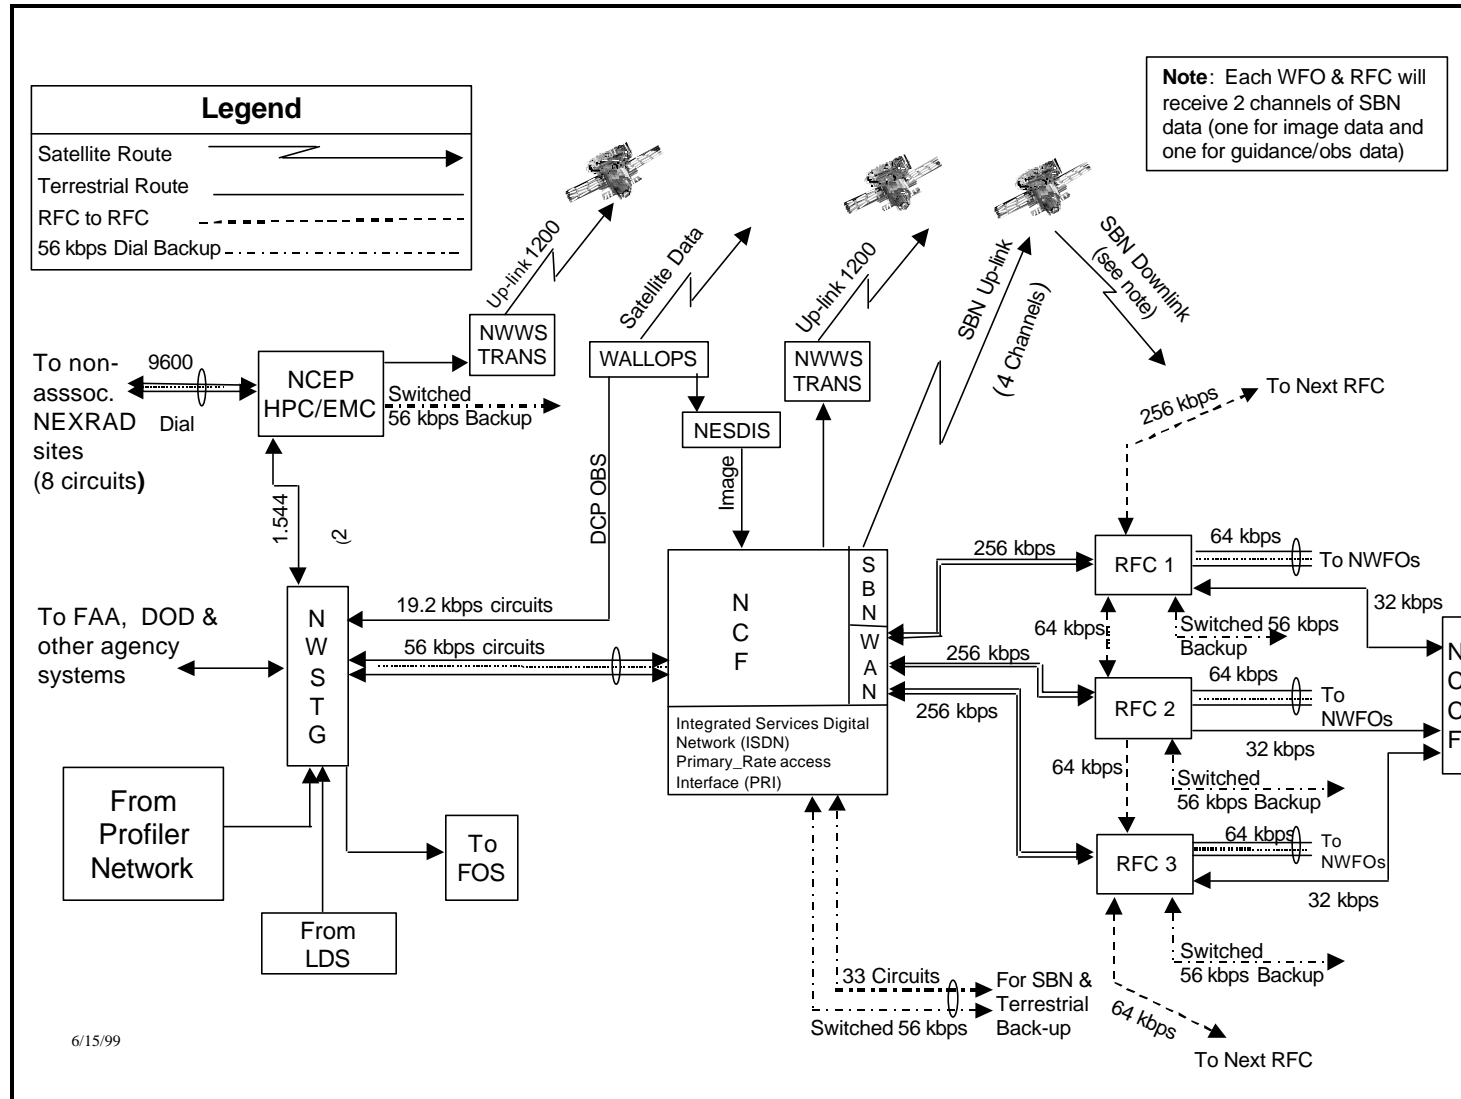 Legend
Satellite Route
Terrestrial Route
RFC to RFC
56 kbps Dial Backup
Note: Each WFO & RFC will
receive 2 channels of SBN
data (one for image data and
one for guidance/obs data)
Up-link 1200
Satellite Data
Up-link 1200
SBN Up-link
(4 Channels)
SBN Downlink
(see note)
NWWS
TRANS
WALLOPS
NWWS
TRANS
To non-
asssoc.
NEXRAD
sites
(8 circuits)
9600
Dial
NCEP
HPC/EMC
Switched
56 kbps Backup
NESDIS
256 kbps
To Next RFC
1.544
(2
DCP OBS
Image
NCF
SBN
WAN
256 kbps
RFC 1
64 kbps
To NWFOs
32 kbps
To FAA, DOD &
other agency
systems
NWSTG
19.2 kbps circuits
56 kbps circuits
64 kbps
Switched 56 kbps
Backup
256 kbps
RFC 2
64 kbps
To
NWFOs
32 kbps
NCCF
256 kbps
Integrated Services Digital
Network (ISDN)
Primary_Rate access
Interface (PRI)
64 kbps
Switched
56 kbps Backup
From
Profiler
Network
To
FOS
From
LDS
RFC 3
64 kbps
To
NWFOs
32 kbps
Switched
56 kbps Backup
33 Circuits
Switched 56 kbps
For SBN &
Terrestrial
Back-up
64 kbps
To Next RFC
6/15/99